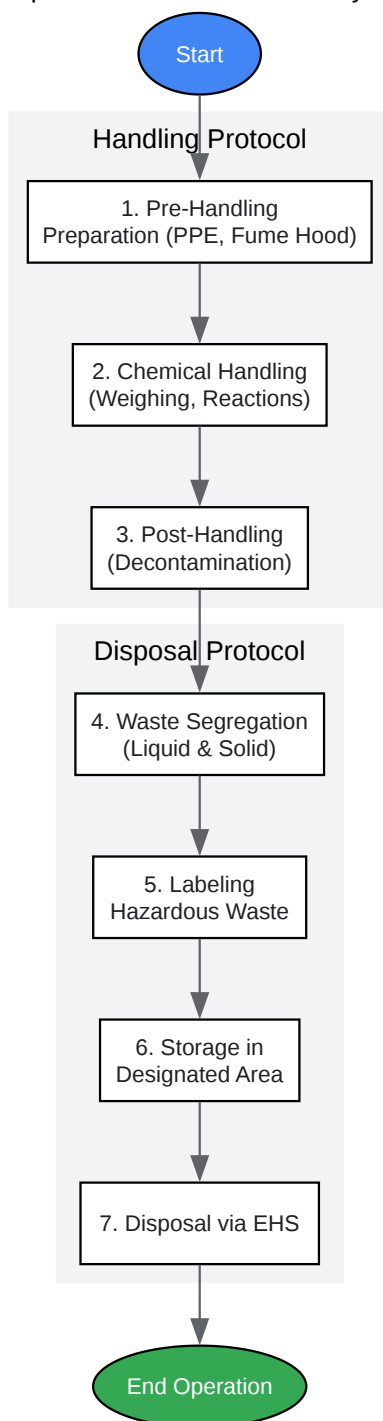 Start
Handling Protocol
1. Pre-Handling
Preparation (PPE, Fume Hood)
2. Chemical Handling
(Weighing, Reactions)
3. Post-Handling
(Decontamination)
Disposal Protocol
4. Waste Segregation
(Liquid & Solid)
5. Labeling
Hazardous Waste
6. Storage in
Designated Area
7. Disposal via EHS
End Operation